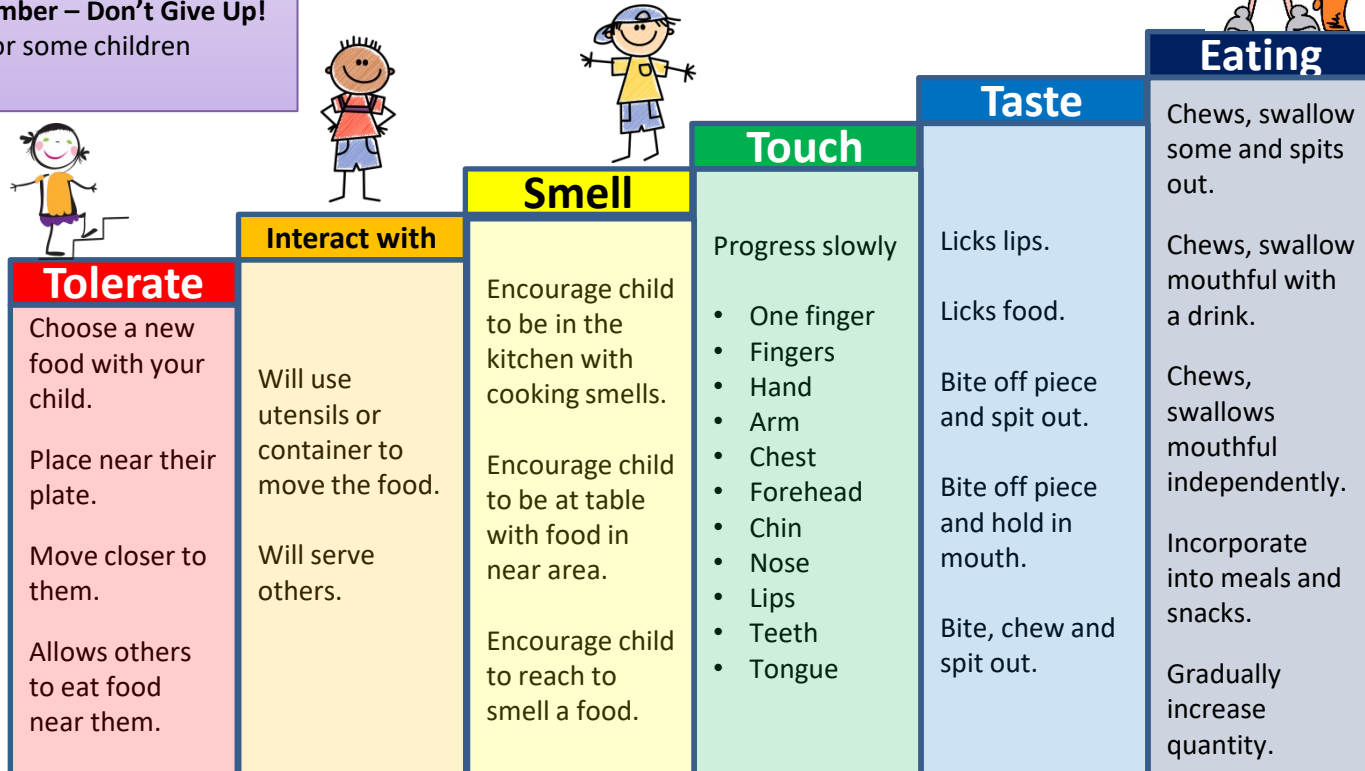 – Don’t Give Up!
some children
Tolerate
Choose a new
food with your
child.
Place near their
plate.
Move closer to
them.
Allows others
to eat food
near them.
Interact with
Will use
utensils or
container to
move the food.
Will serve
others.
Smell
Encourage child
to be in the
kitchen with
cooking smells.
Encourage child
to be at table
with food in
near area.
Encourage child
to reach to
smell a food.
Touch
Progress slowly
• One finger
• Fingers
• Hand
• Arm
• Chest
• Forehead
• Chin
• Nose
• Lips
• Teeth
• Tongue
Taste
Licks lips.
Licks food.
Bite off piece
and spit out.
Bite off piece
and hold in
mouth.
Bite, chew and
spit out.
Eating
Chews, swallow
some and spits
out.
Chews, swallow
mouthful with
a drink.
Chews,
swallows
mouthful
independently.
Incorporate
into meals and
snacks.
Gradually
increase
quantity.